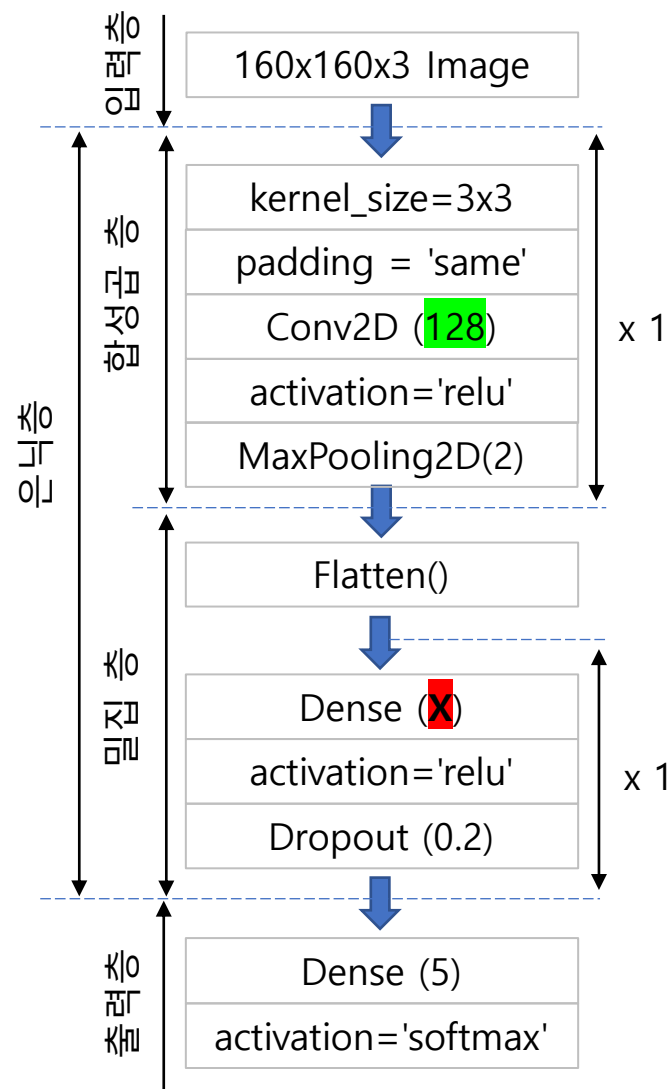 입력층
160x160x3 Image
은닉층
합성곱 층
kernel_size=3x3
padding = 'same'
Conv2D (128)
activation='relu'
MaxPooling2D(2)
x 1
밀집 층
Flatten()
Dense (X)
activation='relu'
Dropout (0.2)
x 1
출력층
Dense (5)
activation='softmax'